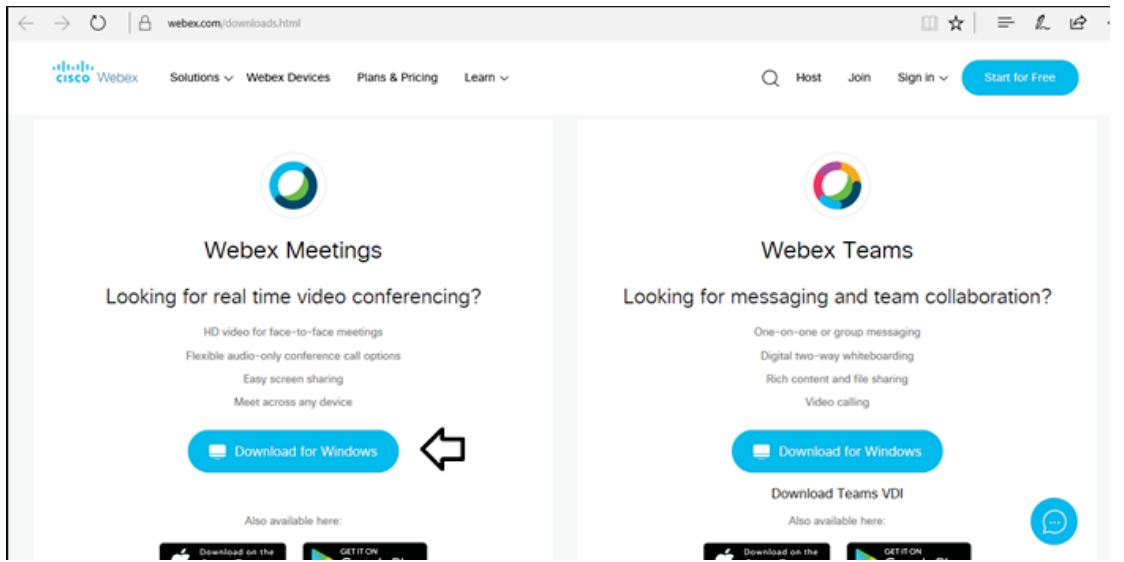 webex.com/downloads.html
cisco Webex Solutions Webex Devices Plans & Pricing Learn Host Join Sign in Start for Free
Webex Meetings
Looking for real time video conferencing?
HD video for face-to-face meetings
Flexible audio-only conference call options
Easy screen sharing
Meet across any device
Download for Windows
Also available here:
Download on the
GET IT ON
Webex Teams
Looking for messaging and team collaboration?
One-on-one or group messaging
Digital two-way whiteboarding
Rich content and file sharing
Video calling
Download for Windows
Download Teams VDI
Also available here:
Download on the
GET IT ON